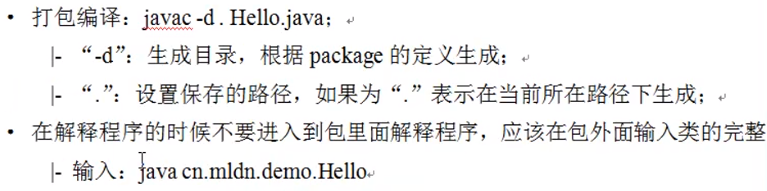 • 打包编译：javac -d . Hello.java；
|- “-d”：生成目录，根据 package 的定义生成；
|- “.”：设置保存的路径，如果为“.”表示在当前所在路径下生成；
• 在解释程序的时候不要进入到包里面解释程序，应该在包外面输入类的完整
|- 输入：java cn.mldn.demo.Hello